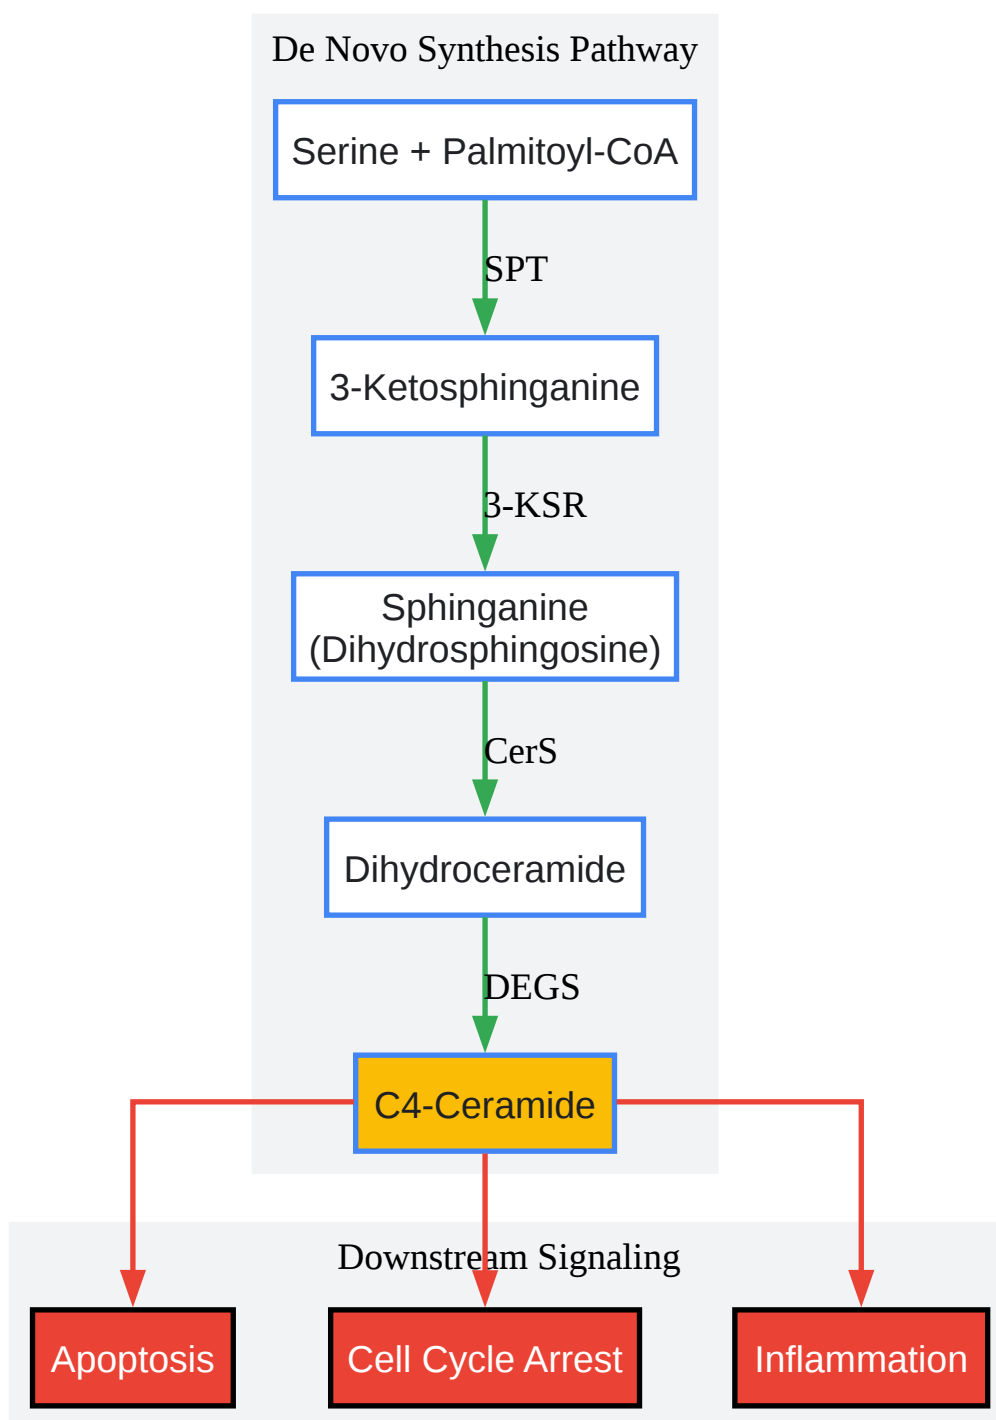 De Novo Synthesis Pathway
Serine + Palmitoyl-CoA
SPT
3-Ketosphinganine
3-KSR
Sphinganine
(Dihydrosphingosine)
CerS
Dihydroceramide
DEGS
C4-Ceramide
Downstream Signaling
Apoptosis
Cell Cycle Arrest
Inflammation